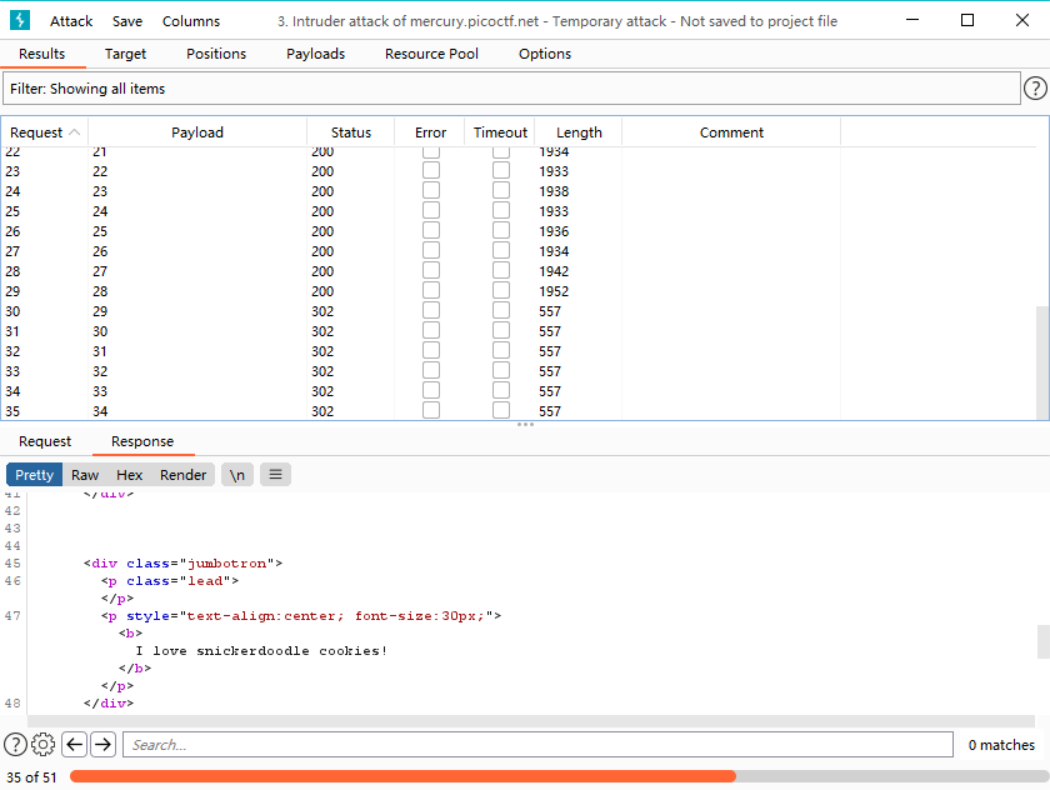 Attack Save Columns 3. Intruder attack of mercury.picoctf.net - Temporary attack - Not saved to project file
Results Target Positions Payloads Resource Pool Options
Filter: Showing all items ?
Request Payload Status Error Timeout Length Comment
22 21 200 1934
23 22 200 1933
24 23 200 1938
25 24 200 1933
26 25 200 1936
27 26 200 1934
28 27 200 1942
29 28 200 1952
30 29 302 557
31 30 302 557
32 31 302 557
33 32 302 557
34 33 302 557
35 34 302 557
Request Response
Pretty Raw Hex Render \n
41 </div>
42
43
44
45 <div class="jumbotron">
46 <p class="lead">
</p>
47 <p style="text-align:center; font-size:30px;">
<b>
I love snickerdoodle cookies!
</b>
</p>
48 </div>
? Search... 0 matches
35 of 51